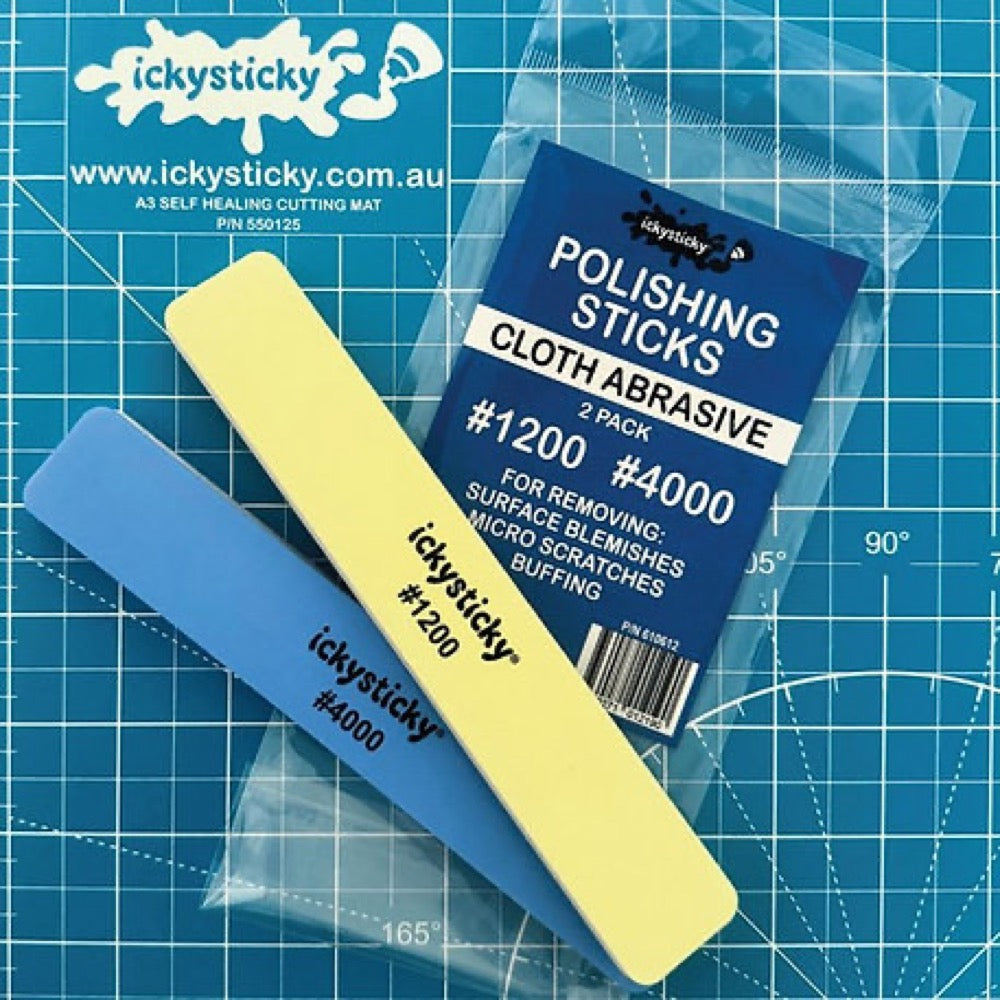 ickysticky
www.ickysticky.com.au
A3 SELF HEALING CUTTING MAT
P/N 550125
ickysticky
POLISHING
STICKS
CLOTH ABRASIVE
2 PACK
#1200 #4000
FOR REMOVING:
SURFACE BLEMISHES
MICRO SCRATCHES
BUFFING
P/N 610612
ickysticky®
#1200
ickysticky®
#4000
90°
165°